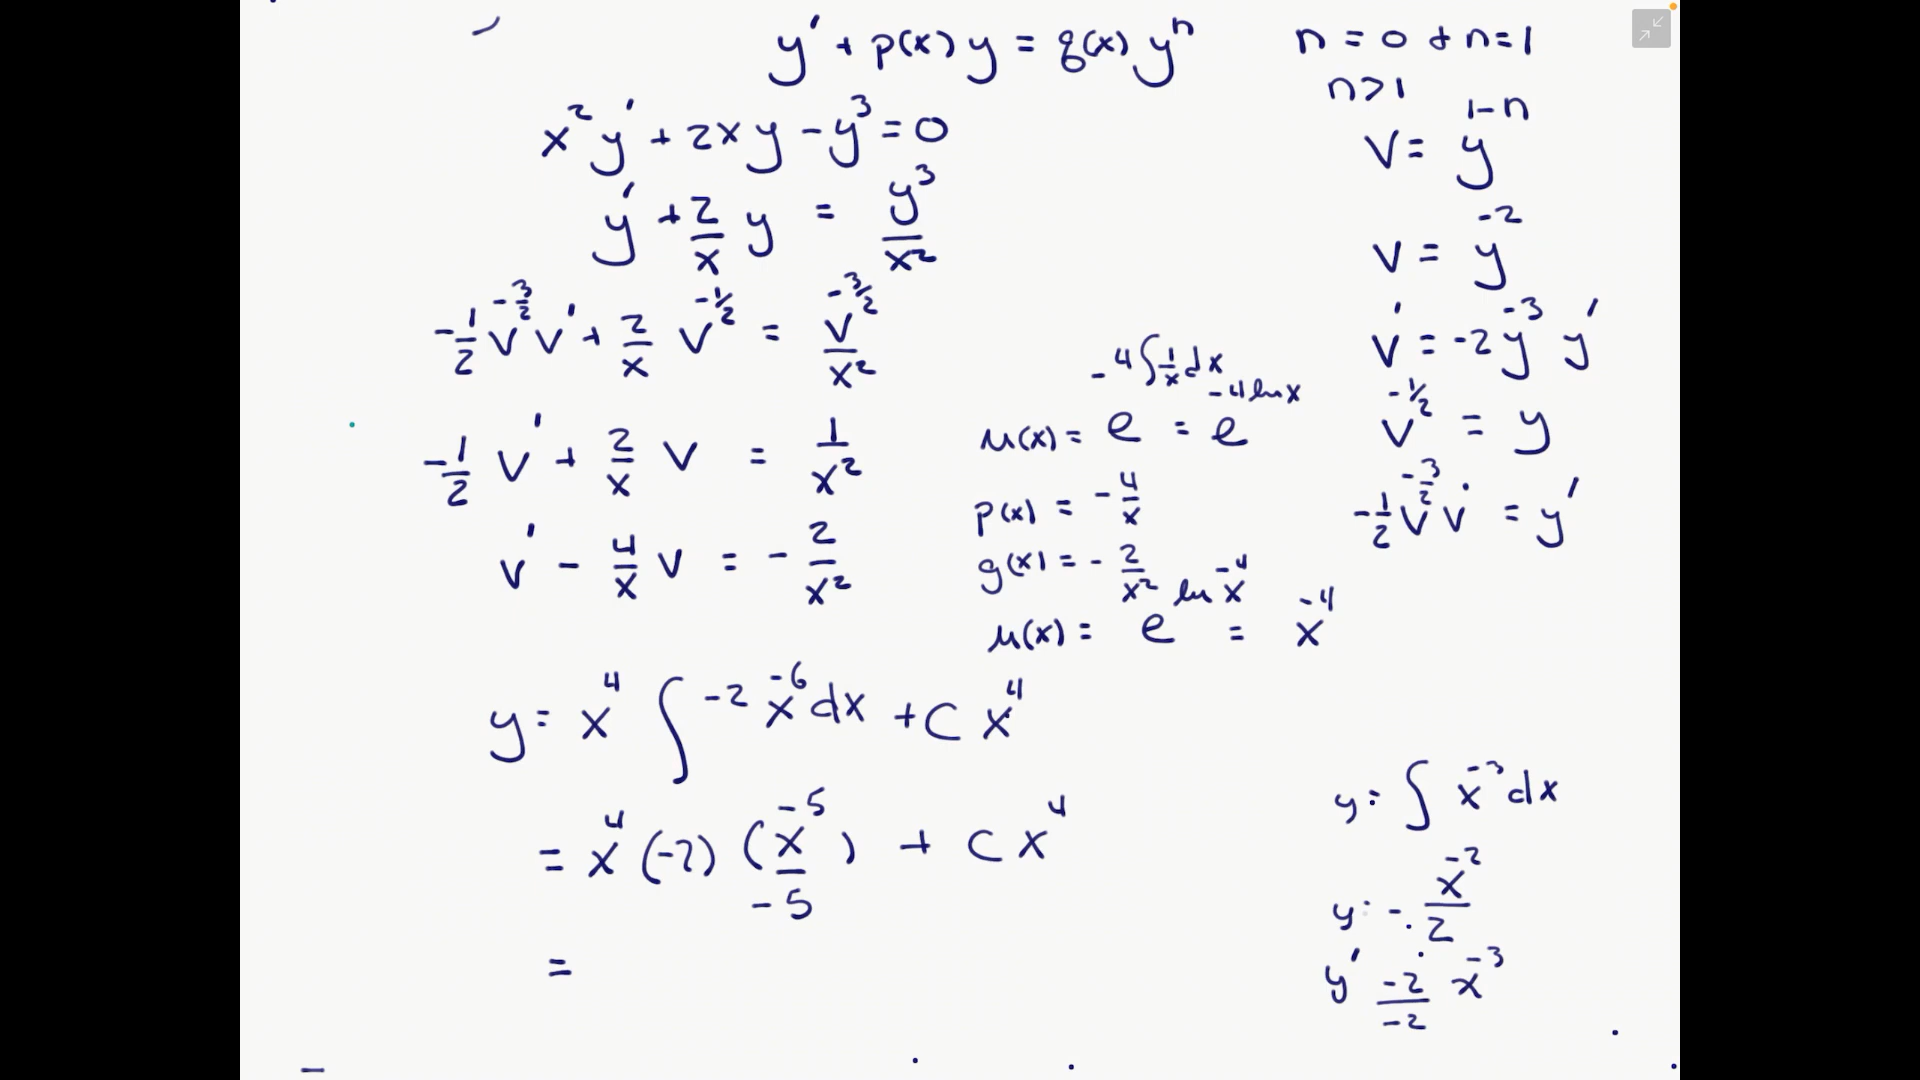 y' + p(x) y = g(x) yⁿ
n = 0 + n=1
n>1
x² y' + 2xy - y³ = 0
v = y^(1-n)
y' + 2/x y = y³/x²
v = y^(-2)
-1/2 v^(-3/2) v' + 2/x v^(-1/2) = v^(-3/2)/x²
v' = -2y^(-3) y'
μ(x) = e^(-4∫1/x dx) = e^(-4 ln x)
v^(-1/2) = y
-1/2 v' + 2/x v = 1/x²
p(x) = -4/x
-1/2 v^(-3/2) v' = y'
v' - 4/x v = -2/x²
g(x) = -2/x²
μ(x) = e^(ln x^(-4)) = x^(-4)
y = x⁴ ∫ -2 x^(-6) dx + C x⁴
y = ∫ x^(-3) dx
= x⁴ (-2) (x^(-5)/-5) + C x⁴
y = - x^(-2)/2
=
y' -2/-2 x^(-3)